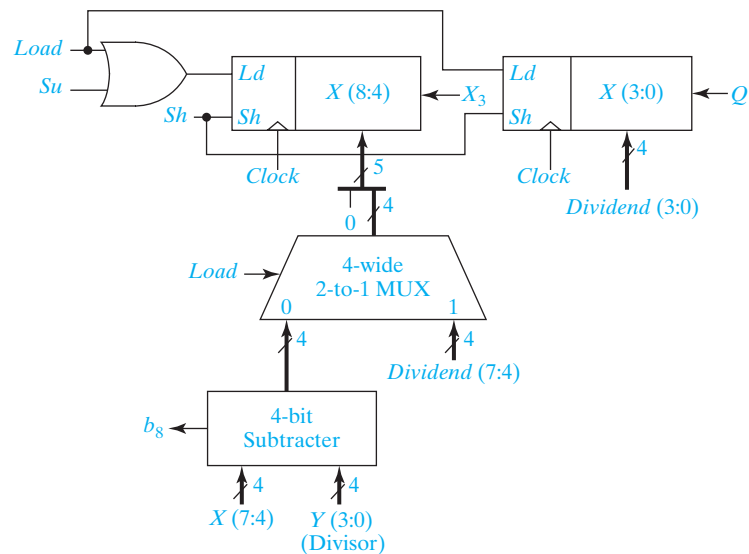 Load
Su
Sh
Ld
Sh
X (8:4)
X₃
Clock
Ld
Sh
X (3:0)
Q
Clock
4
Dividend (3:0)
5
0
4
Load
4-wide
2-to-1 MUX
0
1
4
4
Dividend (7:4)
b₈
4-bit
Subtracter
4
4
X (7:4)
Y (3:0)
(Divisor)